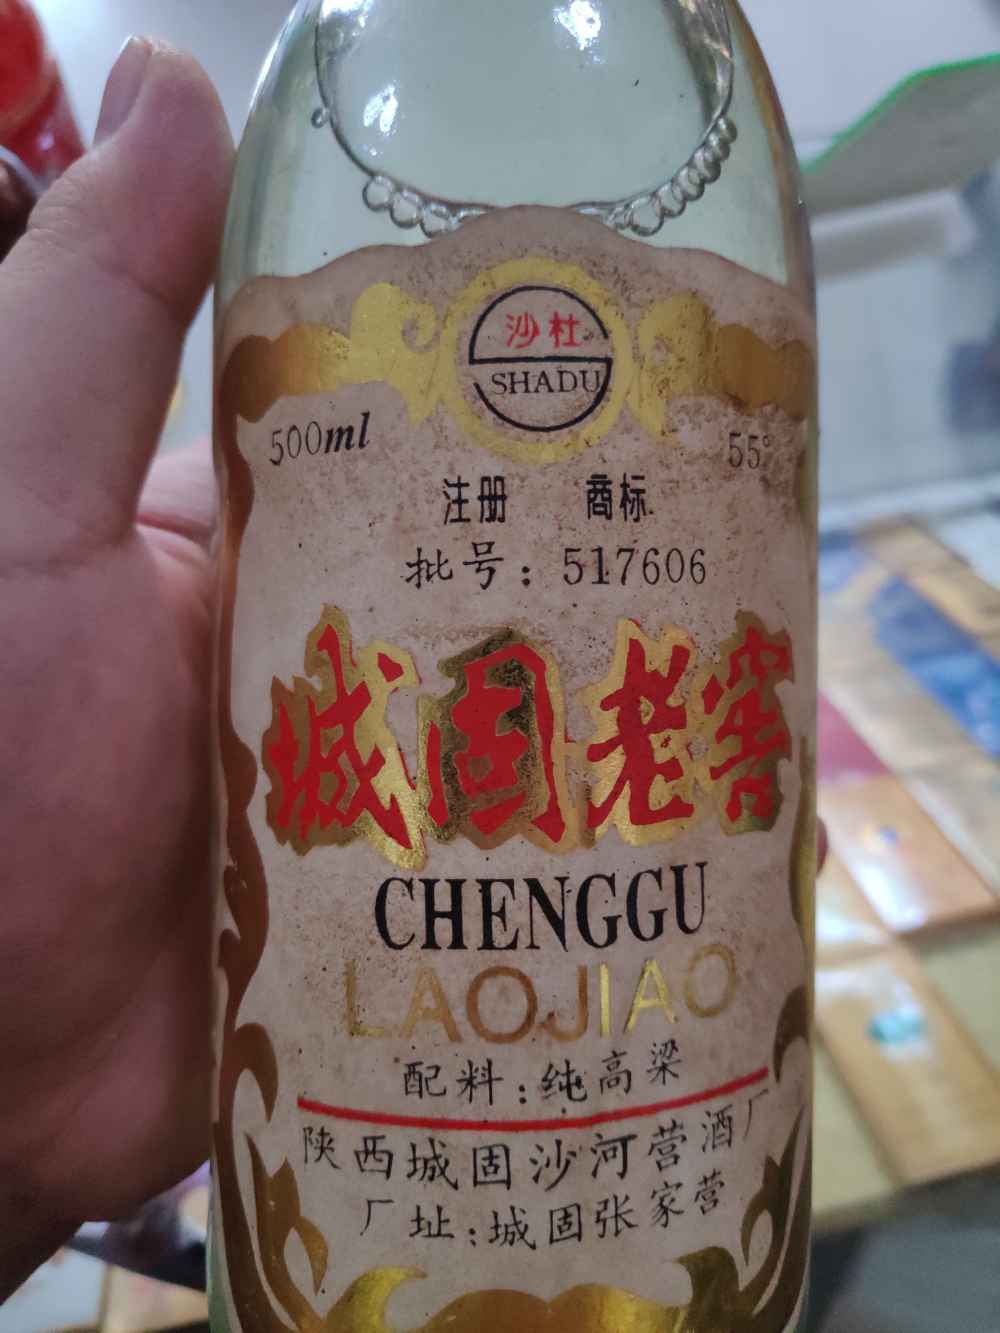 沙杜
SHADU
500ml 55°
注册 商标
批号：517606
城固老窖
CHENGGU
LAOJIAO
配料：纯高梁
陕西城固沙河营酒厂
厂址：城固张家营